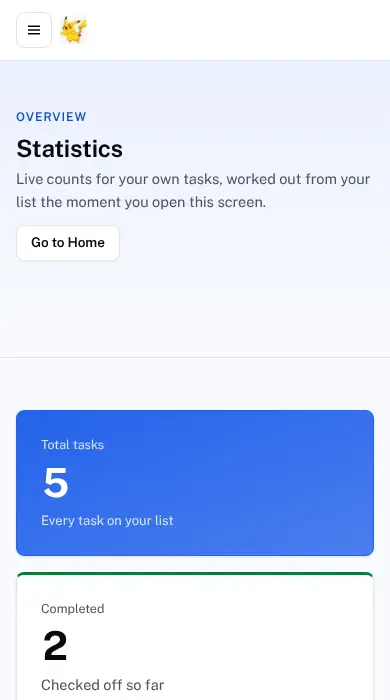 OVERVIEW
Statistics
Live counts for your own tasks, worked out from your
list the moment you open this screen.
Go to Home
Total tasks
5
Every task on your list
Completed
2
Checked off so far